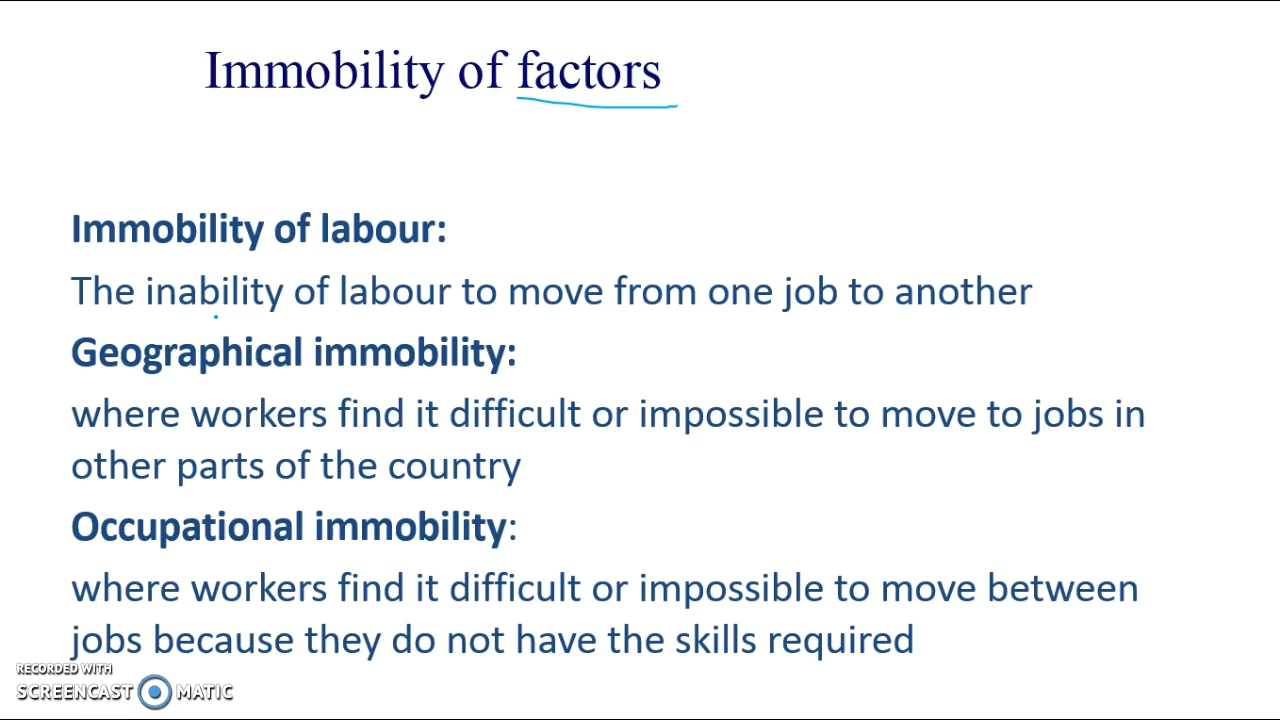 Immobility of factors
Immobility of labour:
The inability of labour to move from one job to another
Geographical immobility:
where workers find it difficult or impossible to move to jobs in
other parts of the country
Occupational immobility:
where workers find it difficult or impossible to move between
jobs because they do not have the skills required
RECORDED WITH
SCREENCAST MATIC